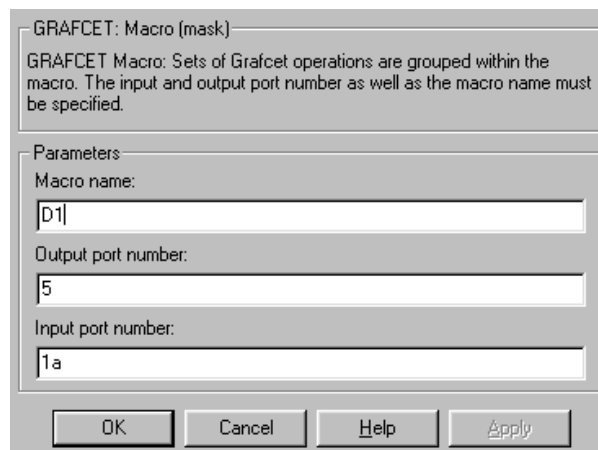 GRAFCET: Macro (mask)
GRAFCET Macro: Sets of Grafcet operations are grouped within the
macro. The input and output port number as well as the macro name must
be specified.
Parameters
Macro name:
D1
Output port number:
5
Input port number:
1a
OK Cancel Help Apply